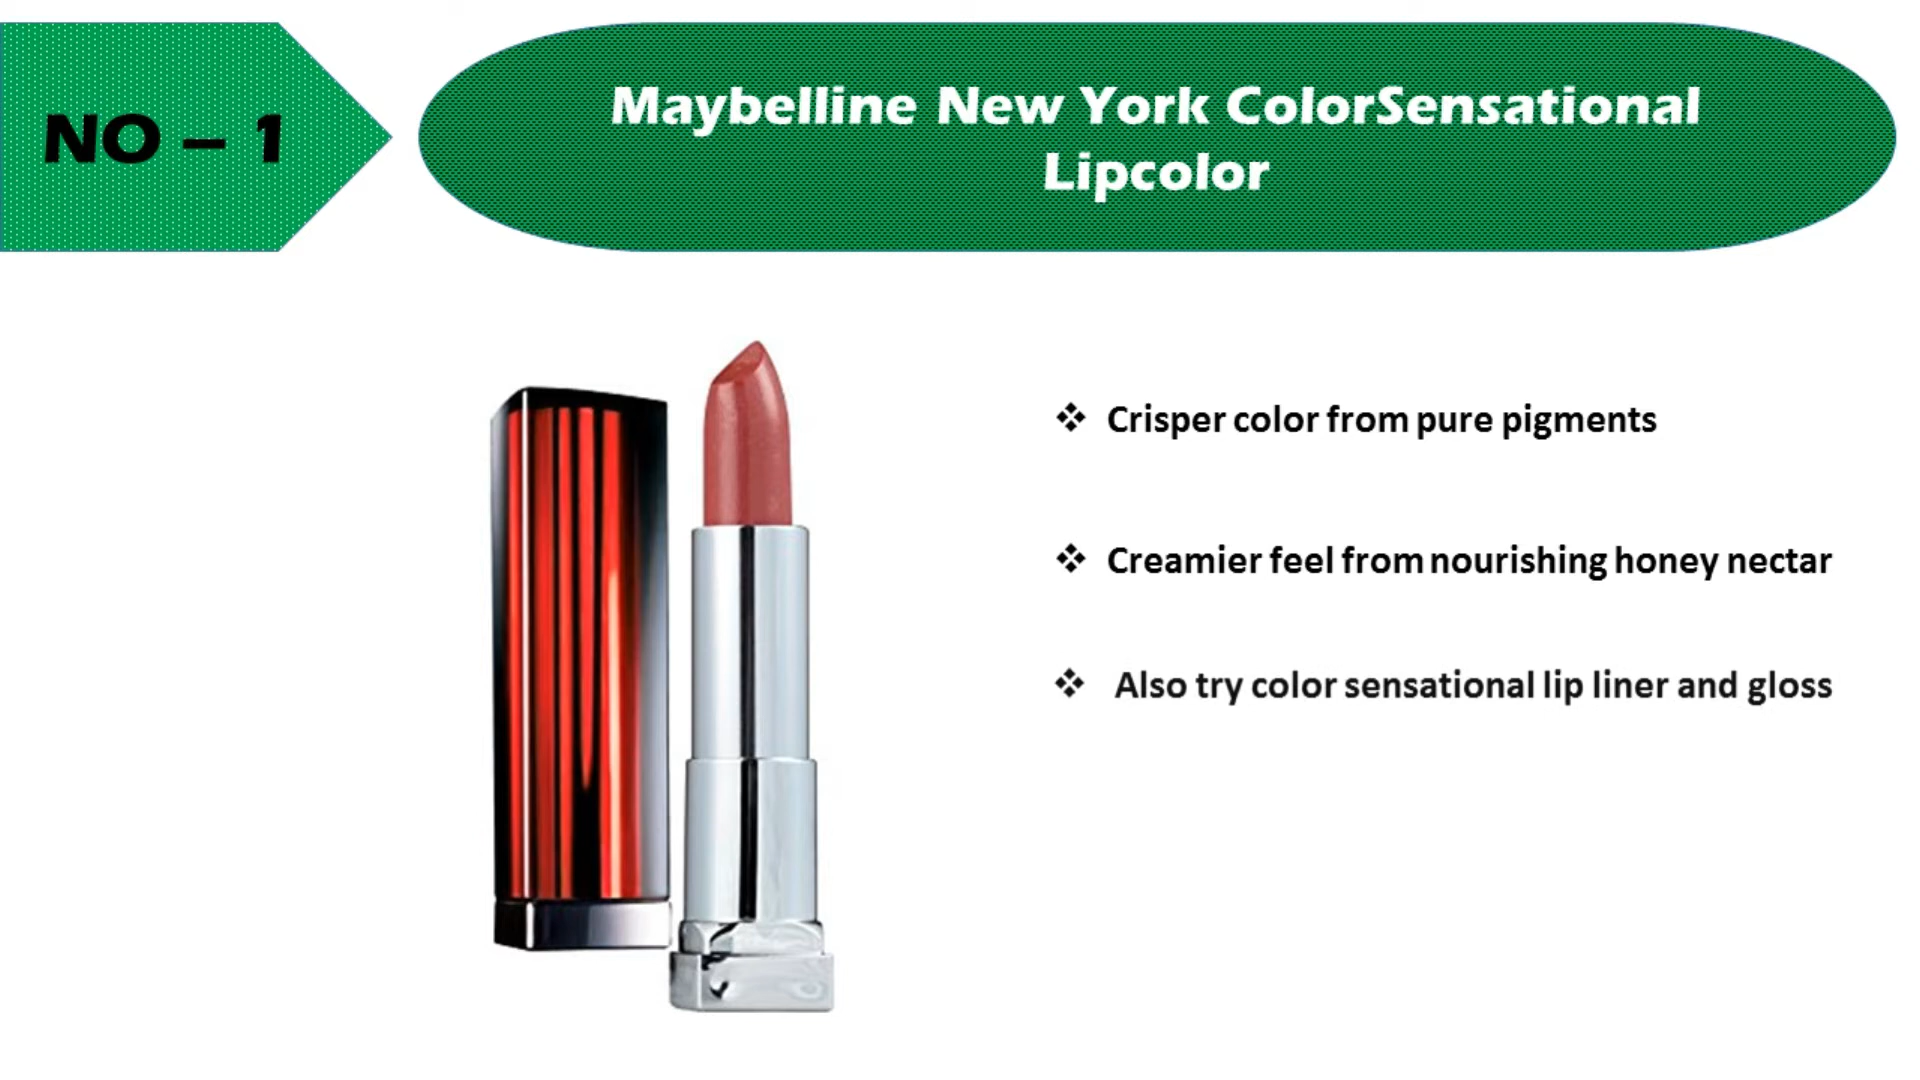 NO – 1
Maybelline New York ColorSensational
Lipcolor
❖ Crisper color from pure pigments
❖ Creamier feel from nourishing honey nectar
❖ Also try color sensational lip liner and gloss